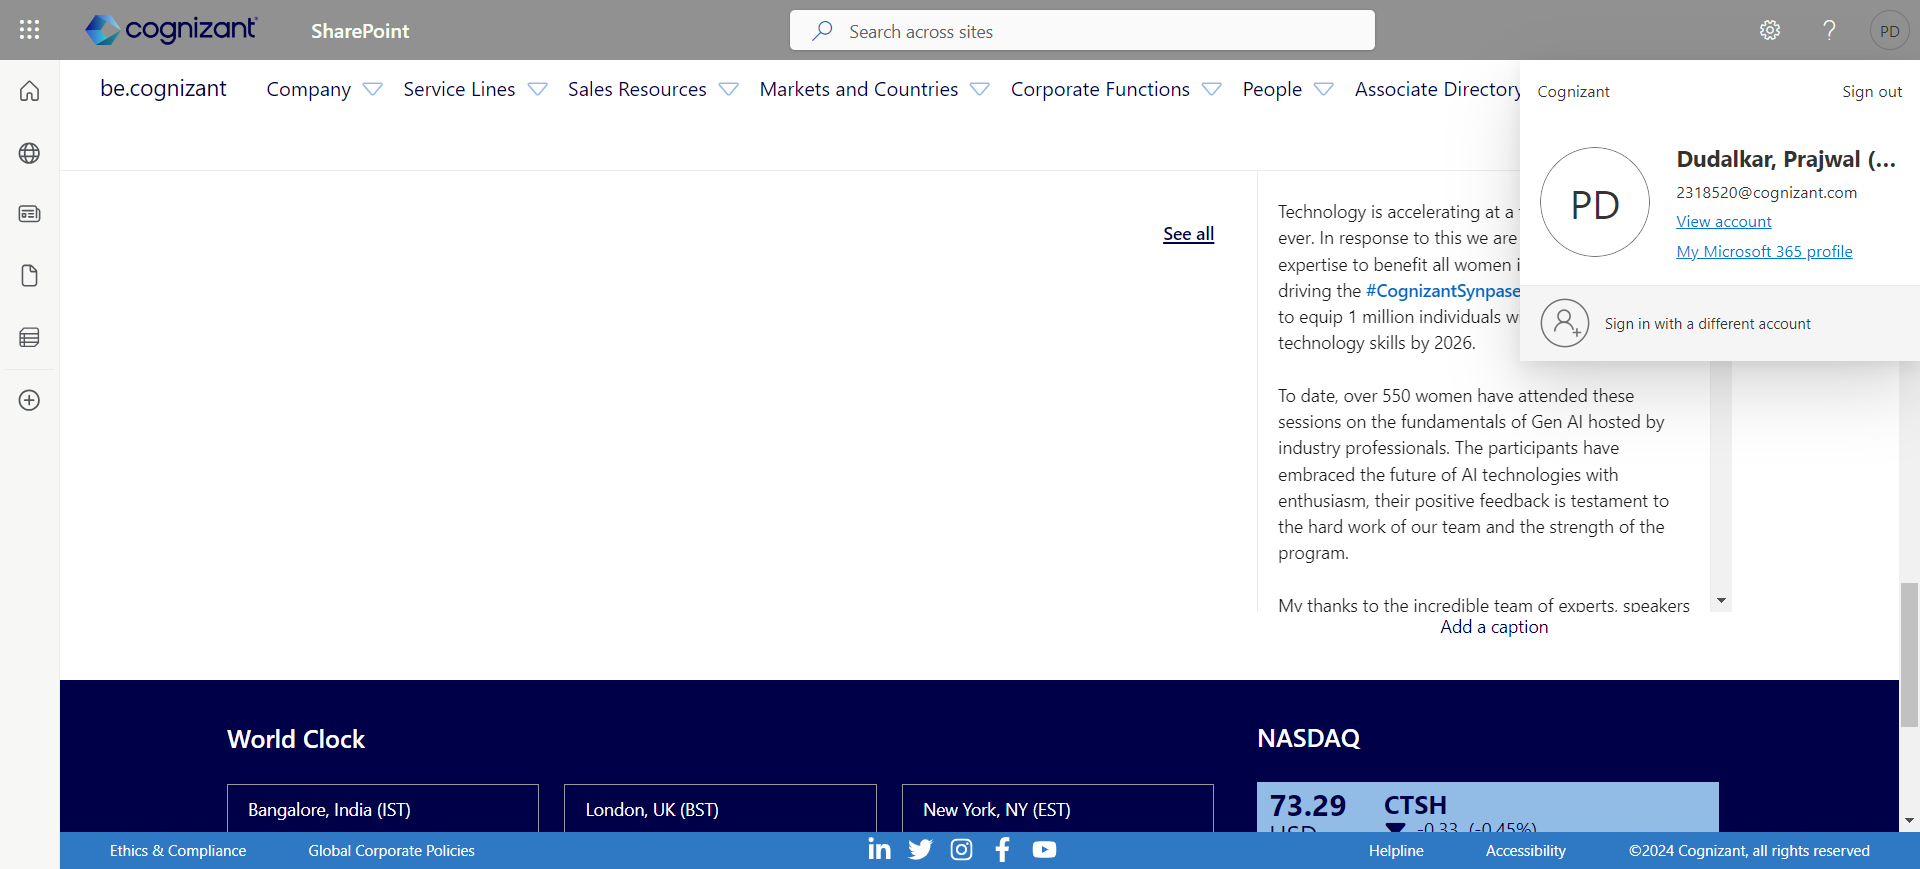 cognizant
SharePoint
Search across sites
PD
be.cognizant
Company
Service Lines
Sales Resources
Markets and Countries
Corporate Functions
People
Associate Directory
Cognizant
Sign out
PD
Dudalkar, Prajwal (...
2318520@cognizant.com
View account
My Microsoft 365 profile
Sign in with a different account
See all
Technology is accelerating at a
ever. In response to this we are
expertise to benefit all women
driving the #CognizantSynpase
to equip 1 million individuals
technology skills by 2026.
To date, over 550 women have attended these
sessions on the fundamentals of Gen AI hosted by
industry professionals. The participants have
embraced the future of AI technologies with
enthusiasm, their positive feedback is testament to
the hard work of our team and the strength of the
program.
My thanks to the incredible team of experts, speakers
Add a caption
World Clock
NASDAQ
Bangalore, India (IST)
London, UK (BST)
New York, NY (EST)
73.29
USD
CTSH
-0.33 (-0.45%)
Ethics & Compliance
Global Corporate Policies
Helpline
Accessibility
©2024 Cognizant, all rights reserved